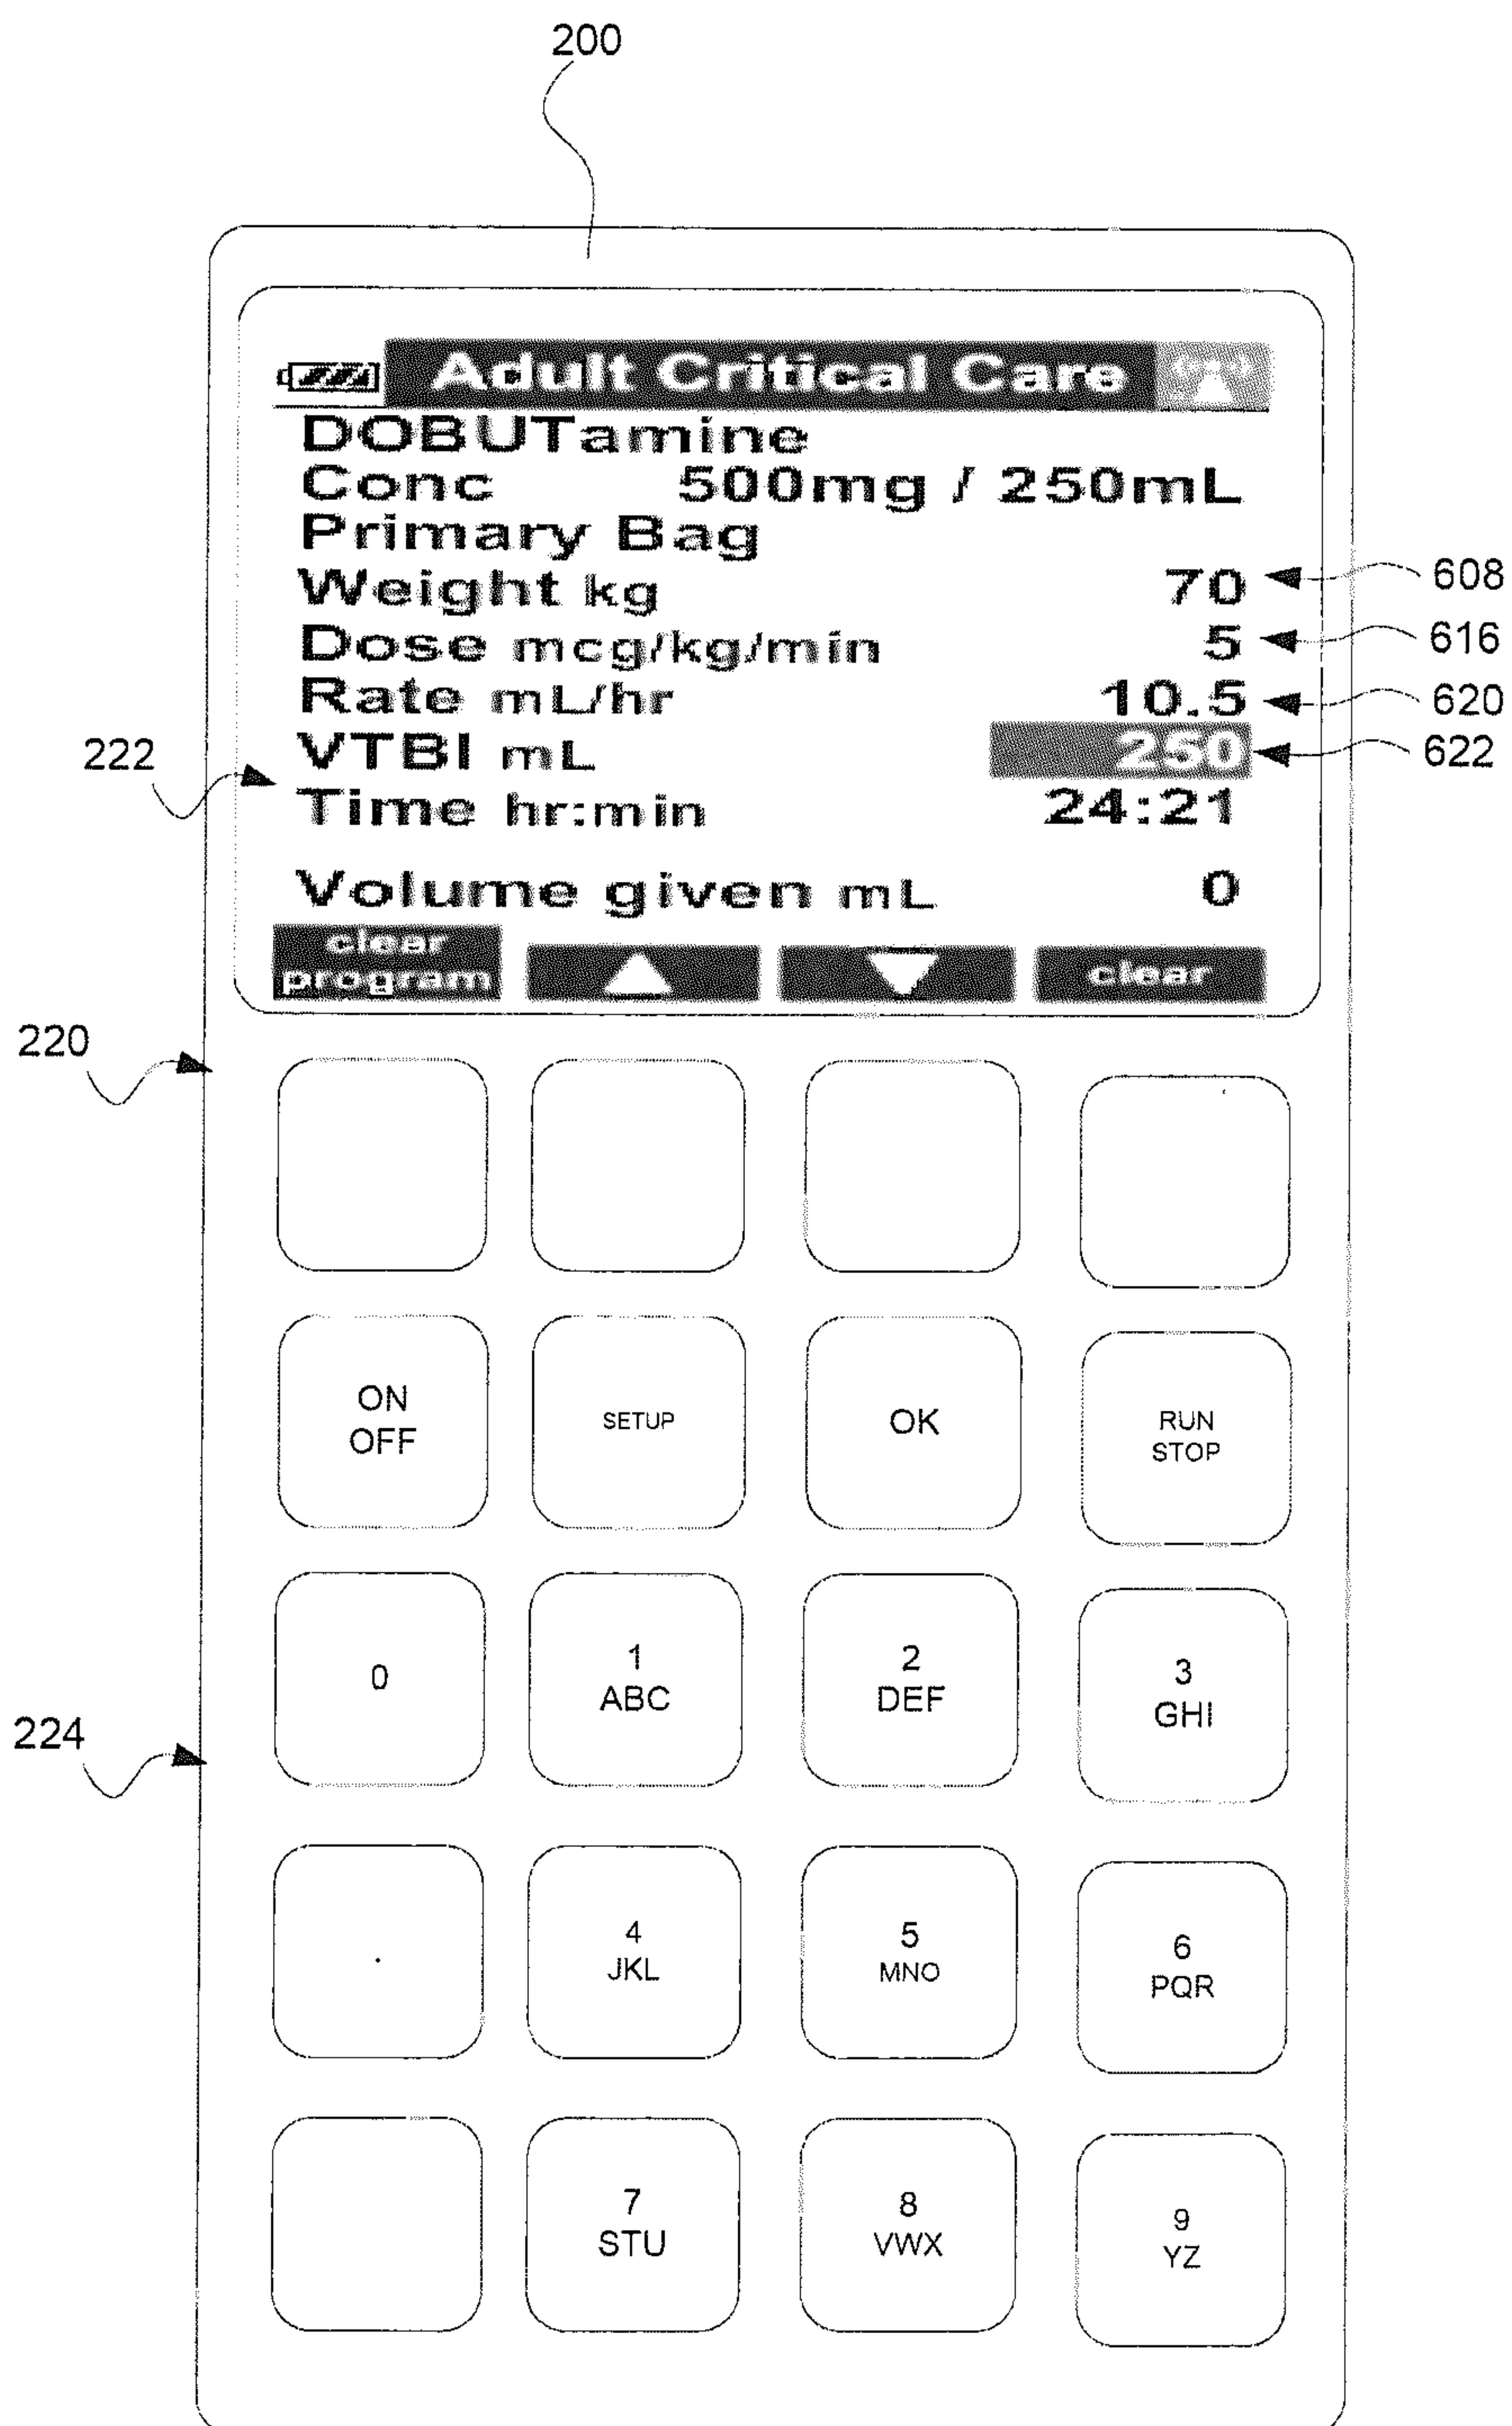 200
Adult Critical Care
DOBUTamine
Conc 500mg / 250mL
Primary Bag
Weight kg 70 608
Dose mcg/kg/min 5 616
Rate mL/hr 10.5 620
222 VTBI mL 250 622
Time hr:min 24:21
Volume given mL 0
clear
program clear
220
ON
OFF
SETUP
OK
RUN
STOP
0
1
ABC
2
DEF
3
GHI
224
.
4
JKL
5
MNO
6
PQR
7
STU
8
VWX
9
YZ